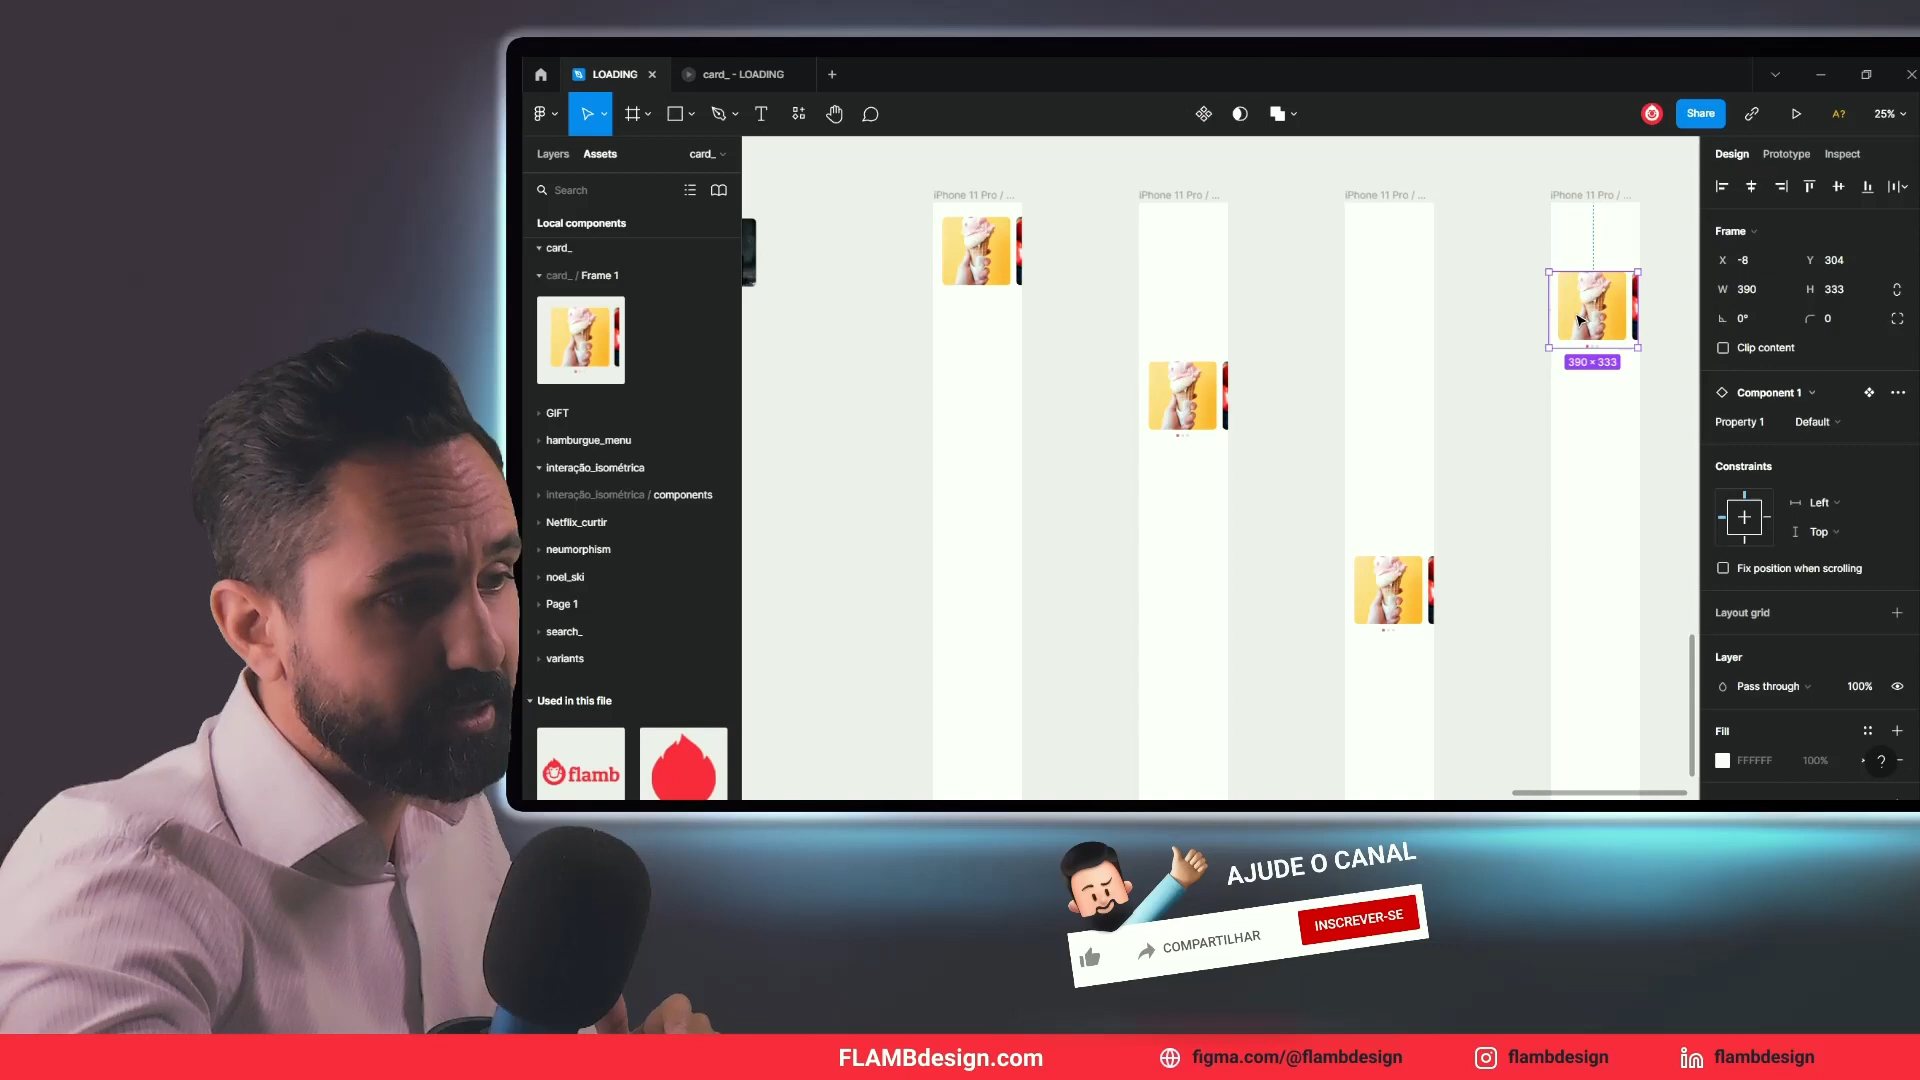 LOADING
card_ - LOADING
Share
A?
25%
Layers
Assets
card_
Search
Local components
card_
card_ / Frame 1
GIFT
hamburgue_menu
interação_isométrica
interação_isométrica / components
Netflix_curtir
neumorphism
noel_ski
Page 1
search_
variants
Used in this file
flamb
iPhone 11 Pro / ...
iPhone 11 Pro / ...
iPhone 11 Pro / ...
iPhone 11 Pro / ...
390 × 333
Design
Prototype
Inspect
Frame
X -8
Y 304
W 390
H 333
0°
0
Clip content
Component 1
Property 1
Default
Constraints
Left
Top
Fix position when scrolling
Layout grid
Layer
Pass through
100%
Fill
FFFFFF
100%
?
AJUDE O CANAL
COMPARTILHAR
INSCREVER-SE
FLAMBdesign.com
figma.com/@flambdesign
flambdesign
flambdesign